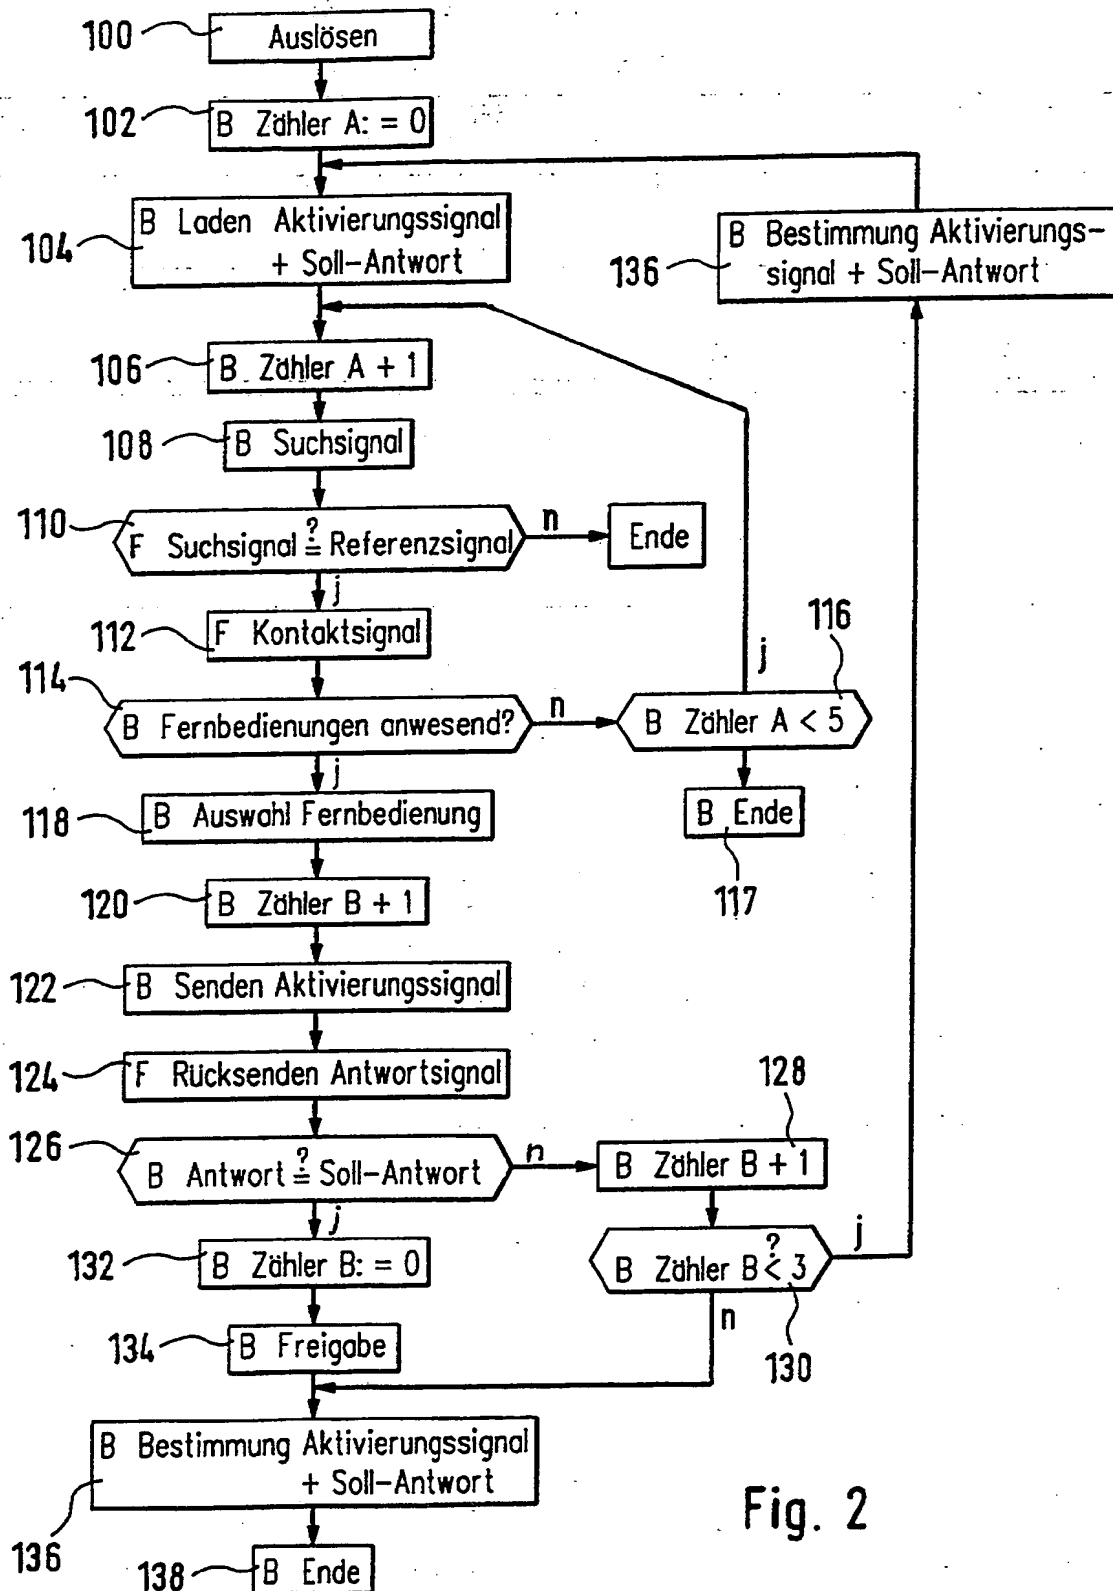 100 Auslösen
102 B Zähler A: = 0
104 B Laden Aktivierungssignal
+ Soll-Antwort
136 B Bestimmung Aktivierungs-
signal + Soll-Antwort
106 B Zähler A + 1
108 B Suchsignal
110 F Suchsignal ≟ Referenzsignal
n
Ende
j
112 F Kontaktsignal
114 B Fernbedienungen anwesend?
n
116 B Zähler A < 5
j
j
117 B Ende
118 B Auswahl Fernbedienung
120 B Zähler B + 1
122 B Senden Aktivierungssignal
124 F Rücksenden Antwortsignal
126 B Antwort ≟ Soll-Antwort
n
128 B Zähler B + 1
j
130 B Zähler B ?
< 3
j
n
132 B Zähler B: = 0
134 B Freigabe
136 B Bestimmung Aktivierungssignal
+ Soll-Antwort
138 B Ende
Fig. 2